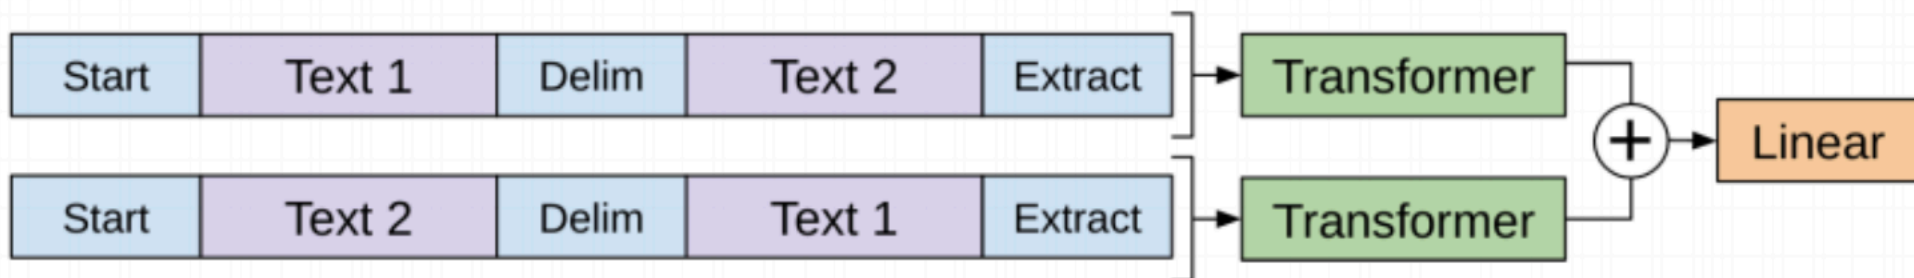 Start Text 1 Delim Text 2 Extract Transformer
+ Linear
Start Text 2 Delim Text 1 Extract Transformer